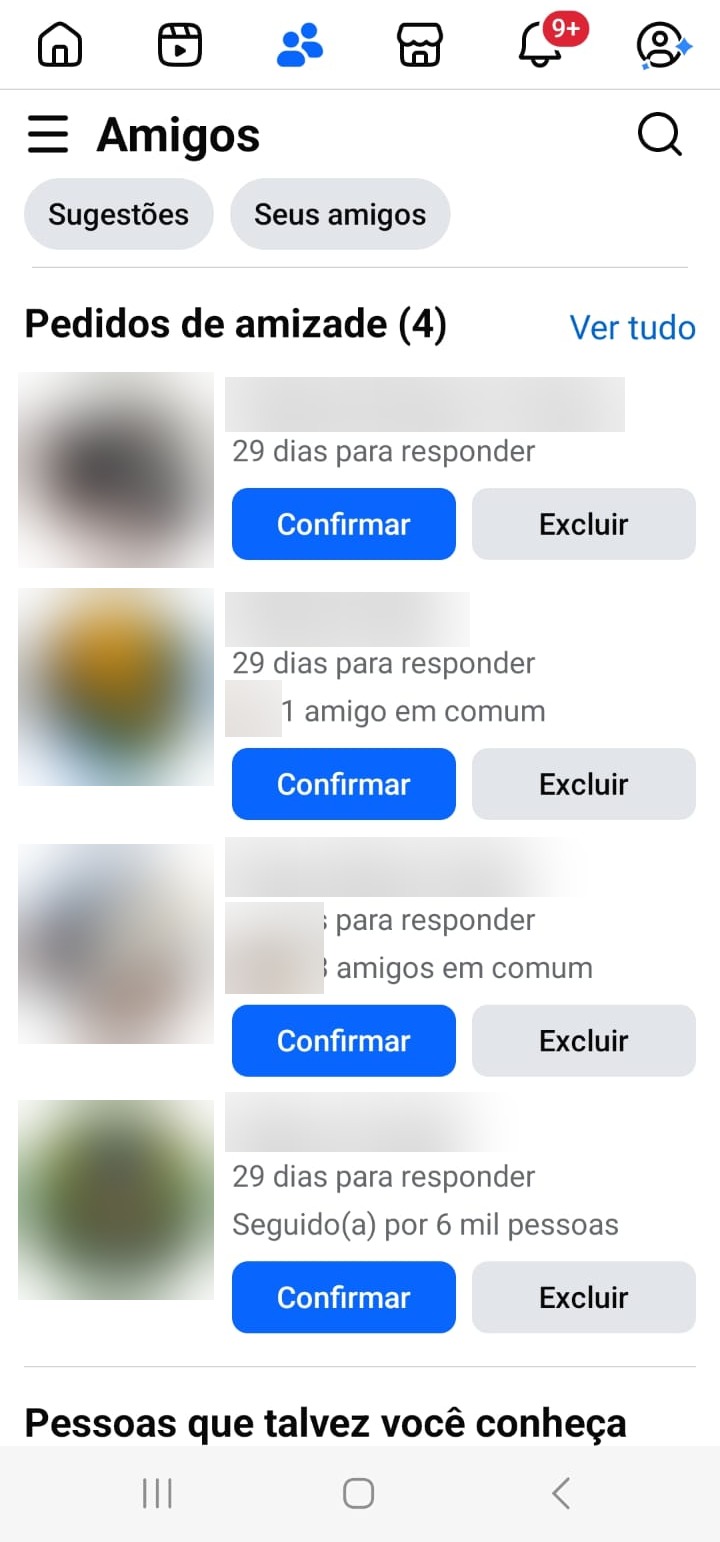 9+
Amigos
Sugestões
Seus amigos
Pedidos de amizade (4)
Ver tudo
29 dias para responder
Confirmar
Excluir
29 dias para responder
1 amigo em comum
Confirmar
Excluir
para responder
amigos em comum
Confirmar
Excluir
29 dias para responder
Seguido(a) por 6 mil pessoas
Confirmar
Excluir
Pessoas que talvez você conheça